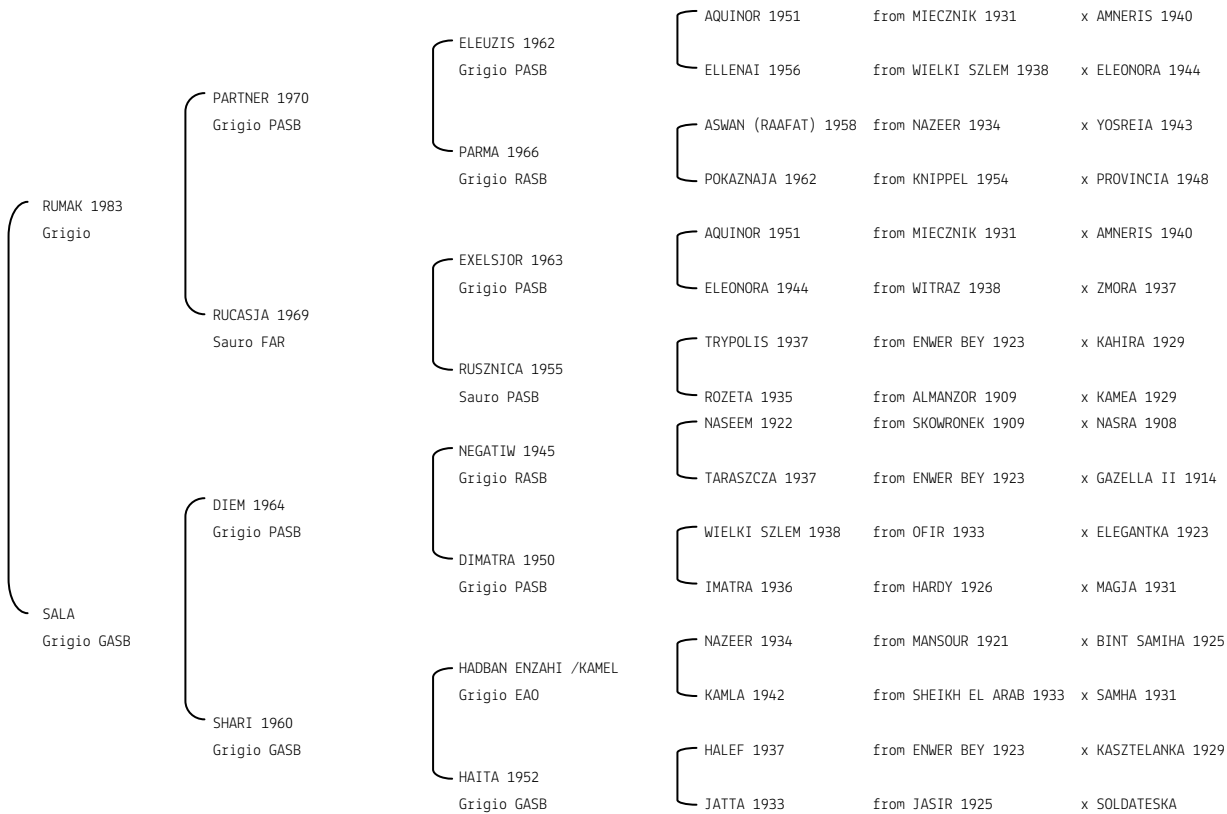 AQUINOR 1951 from MIECZNIK 1931 x AMNERIS 1940
ELEUZIS 1962
Grigio PASB
ELLENAI 1956 from WIELKI SZLEM 1938 x ELEONORA 1944
PARTNER 1970
Grigio PASB
ASWAN (RAAFAT) 1958 from NAZEER 1934 x YOSREIA 1943
PARMA 1966
Grigio RASB
POKAZNAJA 1962 from KNIPPEL 1954 x PROVINCIA 1948
RUMAK 1983
Grigio
AQUINOR 1951 from MIECZNIK 1931 x AMNERIS 1940
EXELSJOR 1963
Grigio PASB
ELEONORA 1944 from WITRAZ 1938 x ZMORA 1937
RUCASJA 1969
Sauro FAR
TRYPOLIS 1937 from ENWER BEY 1923 x KAHIRA 1929
RUSZNICA 1955
Sauro PASB
ROZETA 1935 from ALMANZOR 1909 x KAMEA 1929
NASEEM 1922 from SKOWRONEK 1909 x NASRA 1908
NEGATIW 1945
Grigio RASB
TARASZCZA 1937 from ENWER BEY 1923 x GAZELLA II 1914
DIEM 1964
Grigio PASB
WIELKI SZLEM 1938 from OFIR 1933 x ELEGANTKA 1923
DIMATRA 1950
Grigio PASB
IMATRA 1936 from HARDY 1926 x MAGJA 1931
SALA
Grigio GASB
NAZEER 1934 from MANSOUR 1921 x BINT SAMIHA 1925
HADBAN ENZAHI /KAMEL
Grigio EAO
KAMLA 1942 from SHEIKH EL ARAB 1933 x SAMHA 1931
SHARI 1960
Grigio GASB
HALEF 1937 from ENWER BEY 1923 x KASZTELANKA 1929
HAITA 1952
Grigio GASB
JATTA 1933 from JASIR 1925 x SOLDATESKA